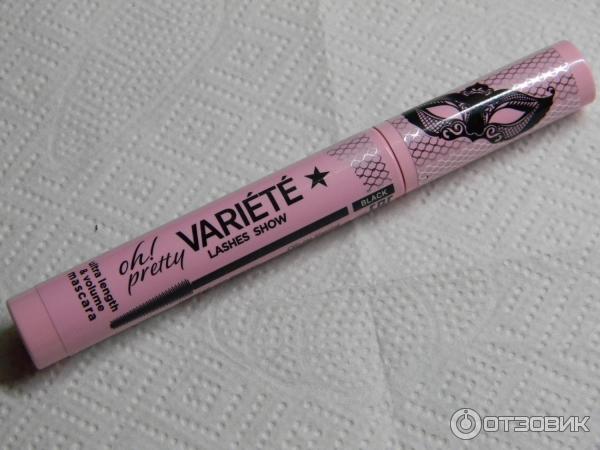 oh!
pretty
VARIÉTÉ ★
LASHES SHOW
ultra length
& volume
mascara
BLACK
ОТЗОВИК